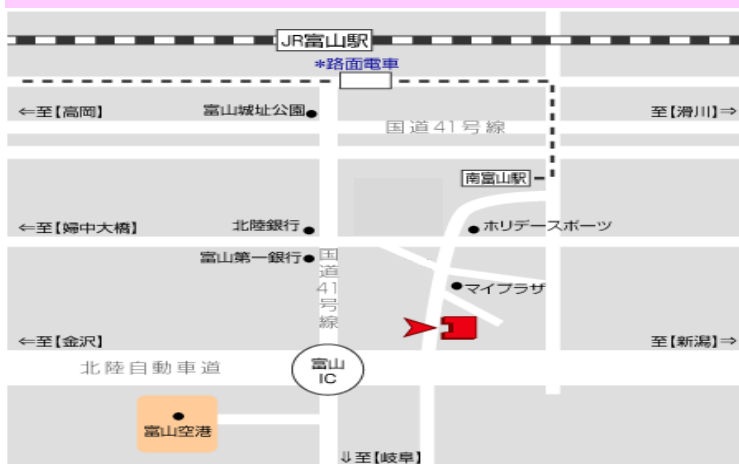 JR富山駅
*路面電車
←至【高岡】
富山城址公園
至【滑川】⇒
国道41号線
南富山駅
←至【婦中大橋】
北陸銀行
ホリデースポーツ
富山第一銀行
国道41号線
マイプラザ
←至【金沢】
至【新潟】⇒
北陸自動車道
富山
IC
富山空港
⇓至【岐阜】